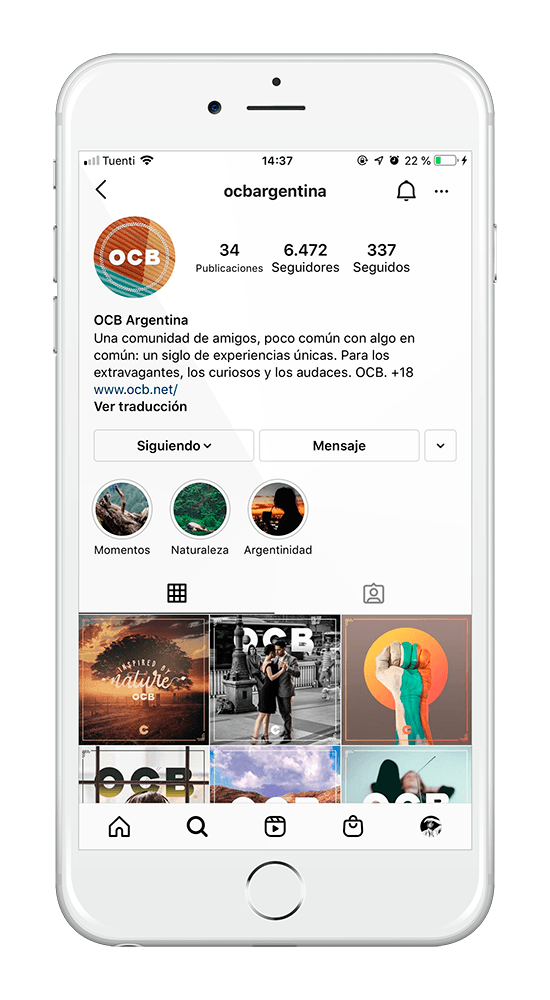 Tuenti 14:37 22 %
ocbargentina
OCB
34 6.472 337
Publicaciones Seguidores Seguidos
OCB Argentina
Una comunidad de amigos, poco común con algo en
común: un siglo de experiencias únicas. Para los
extravagantes, los curiosos y los audaces. OCB. +18
www.ocb.net/
Ver traducción
Siguiendo Mensaje
Momentos Naturaleza Argentinidad
INSPIRED BY
nature
OCB
OCB
OCB
OCB
OCB